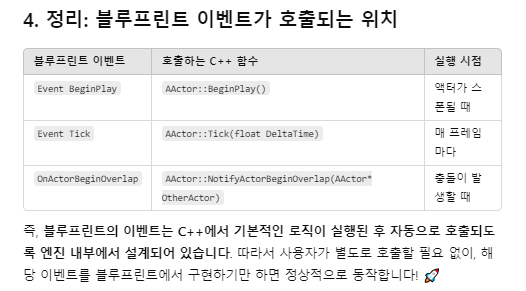 4. 정리: 블루프린트 이벤트가 호출되는 위치
블루프린트 이벤트 호출하는 C++ 함수 실행 시점
Event BeginPlay AActor::BeginPlay() 액터가 스
폰될 때
Event Tick AActor::Tick(float DeltaTime) 매 프레임
마다
OnActorBeginOverlap AActor::NotifyActorBeginOverlap(AActor* 충돌이 발
OtherActor) 생할 때
즉, 블루프린트의 이벤트는 C++에서 기본적인 로직이 실행된 후 자동으로 호출되도
록 엔진 내부에서 설계되어 있습니다. 따라서 사용자가 별도로 호출할 필요 없이, 해
당 이벤트를 블루프린트에서 구현하기만 하면 정상적으로 동작합니다! 🚀